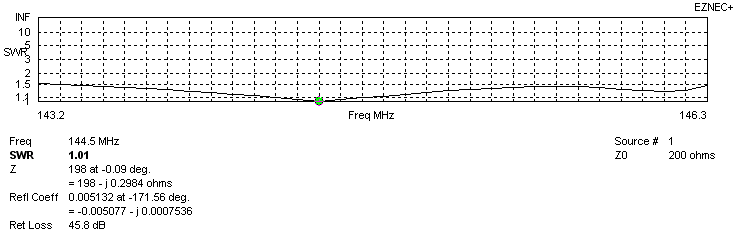 EZNEC+
INF
10
5
SWR
3
2
1.5
1.1
143.2 Freq MHz 146.3
Freq 144.5 MHz Source # 1
SWR 1.01 Z0 200 ohms
Z 198 at -0.09 deg.
= 198 - j 0.2984 ohms
Refl Coeff 0.005132 at -171.56 deg.
= -0.005077 - j 0.0007536
Ret Loss 45.8 dB